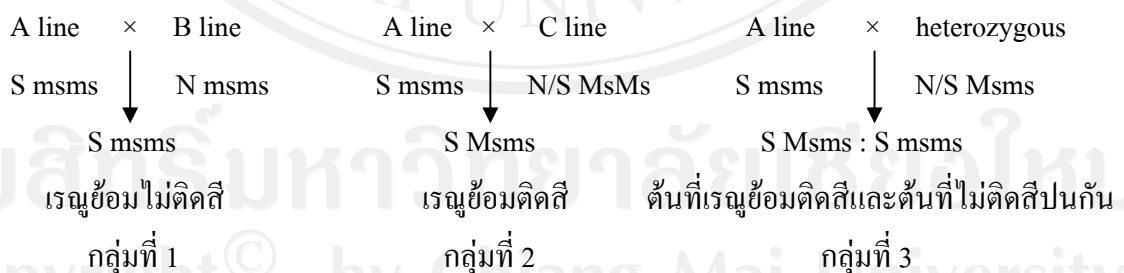 A line × B line A line × C line A line × heterozygous
S msms N msms S msms N/S MsMs S msms N/S Msms
S msms S Msms S Msms : S msms
เรณูย้อมไม่ติดสี เรณูย้อมติดสี ต้นที่เรณูย้อมติดสีและต้นที่ไม่ติดสีปนกัน
กลุ่มที่ 1 กลุ่มที่ 2 กลุ่มที่ 3